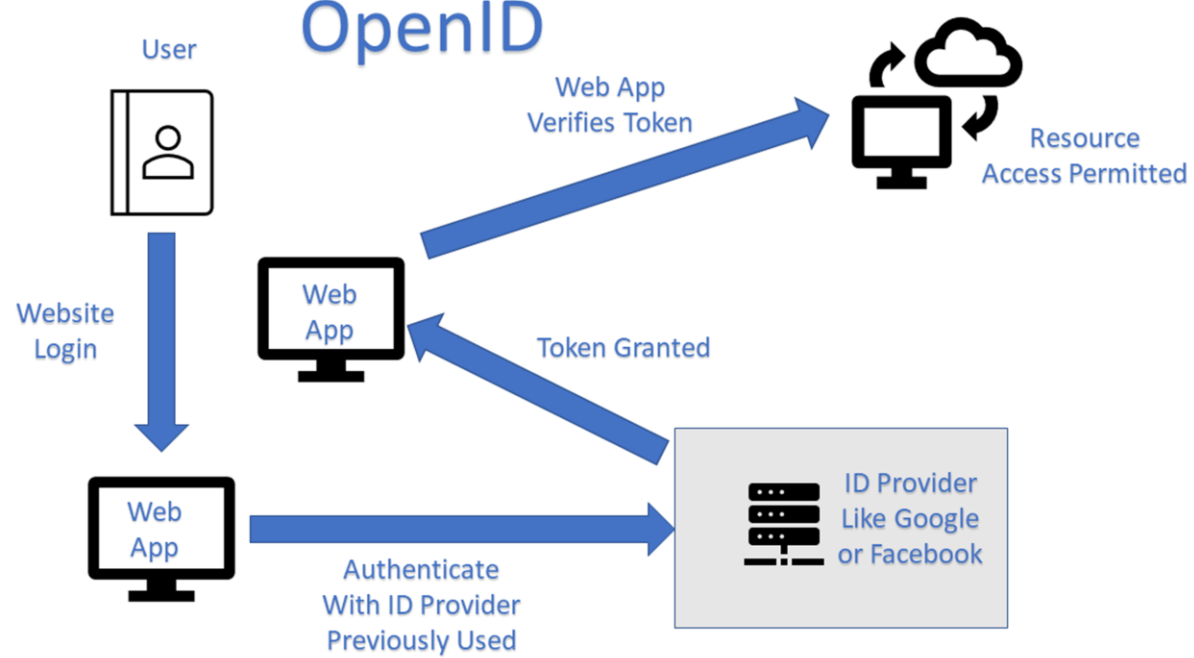 OpenID
User
Web App
Verifies Token
Resource
Access Permitted
Website
Login
Web
App
Token Granted
Web
App
ID Provider
Like Google
or Facebook
Authenticate
With ID Provider
Previously Used